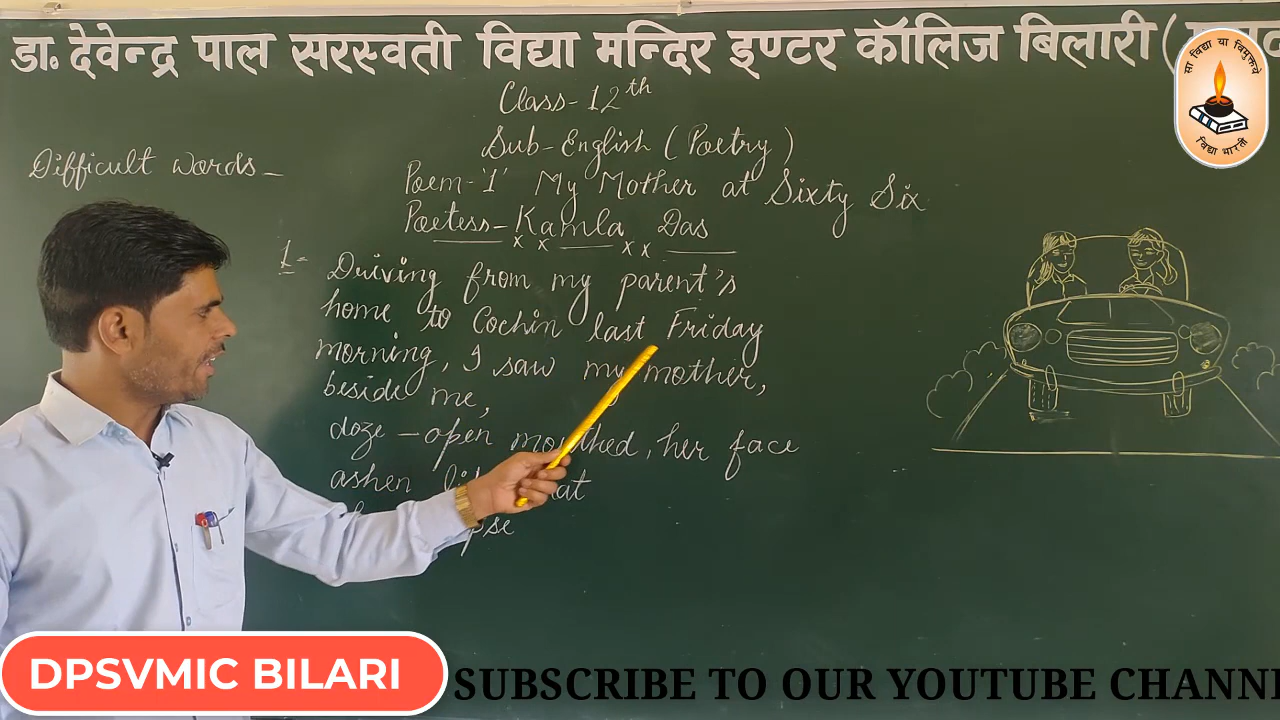 डा. देवेन्द्र पाल सरस्वती विद्या मन्दिर इण्टर कॉलिज बिलारी (
सा विद्या या विमुक्तये
विद्या भारती
Class-12th
Sub-English (Poetry)
Difficult words-
Poem-'1' My Mother at Sixty Six
Poetess-Kamla Das
1- Driving from my parent's
home to Cochin last Friday
morning, I saw my mother,
beside me,
doze-open mouthed, her face
ashen
DPSVMIC BILARI
SUBSCRIBE TO OUR YOUTUBE